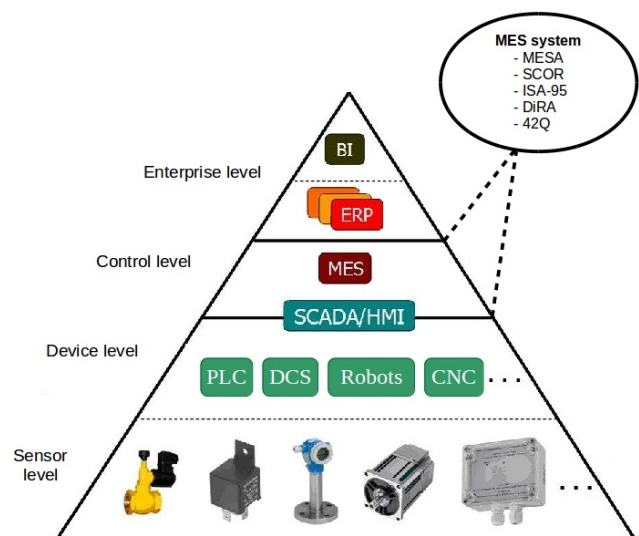 MES system
- MESA
- SCOR
- ISA-95
- DiRA
- 42Q
BI
Enterprise level
ERP
Control level
MES
SCADA/HMI
Device level
PLC DCS Robots CNC ...
Sensor
level
...